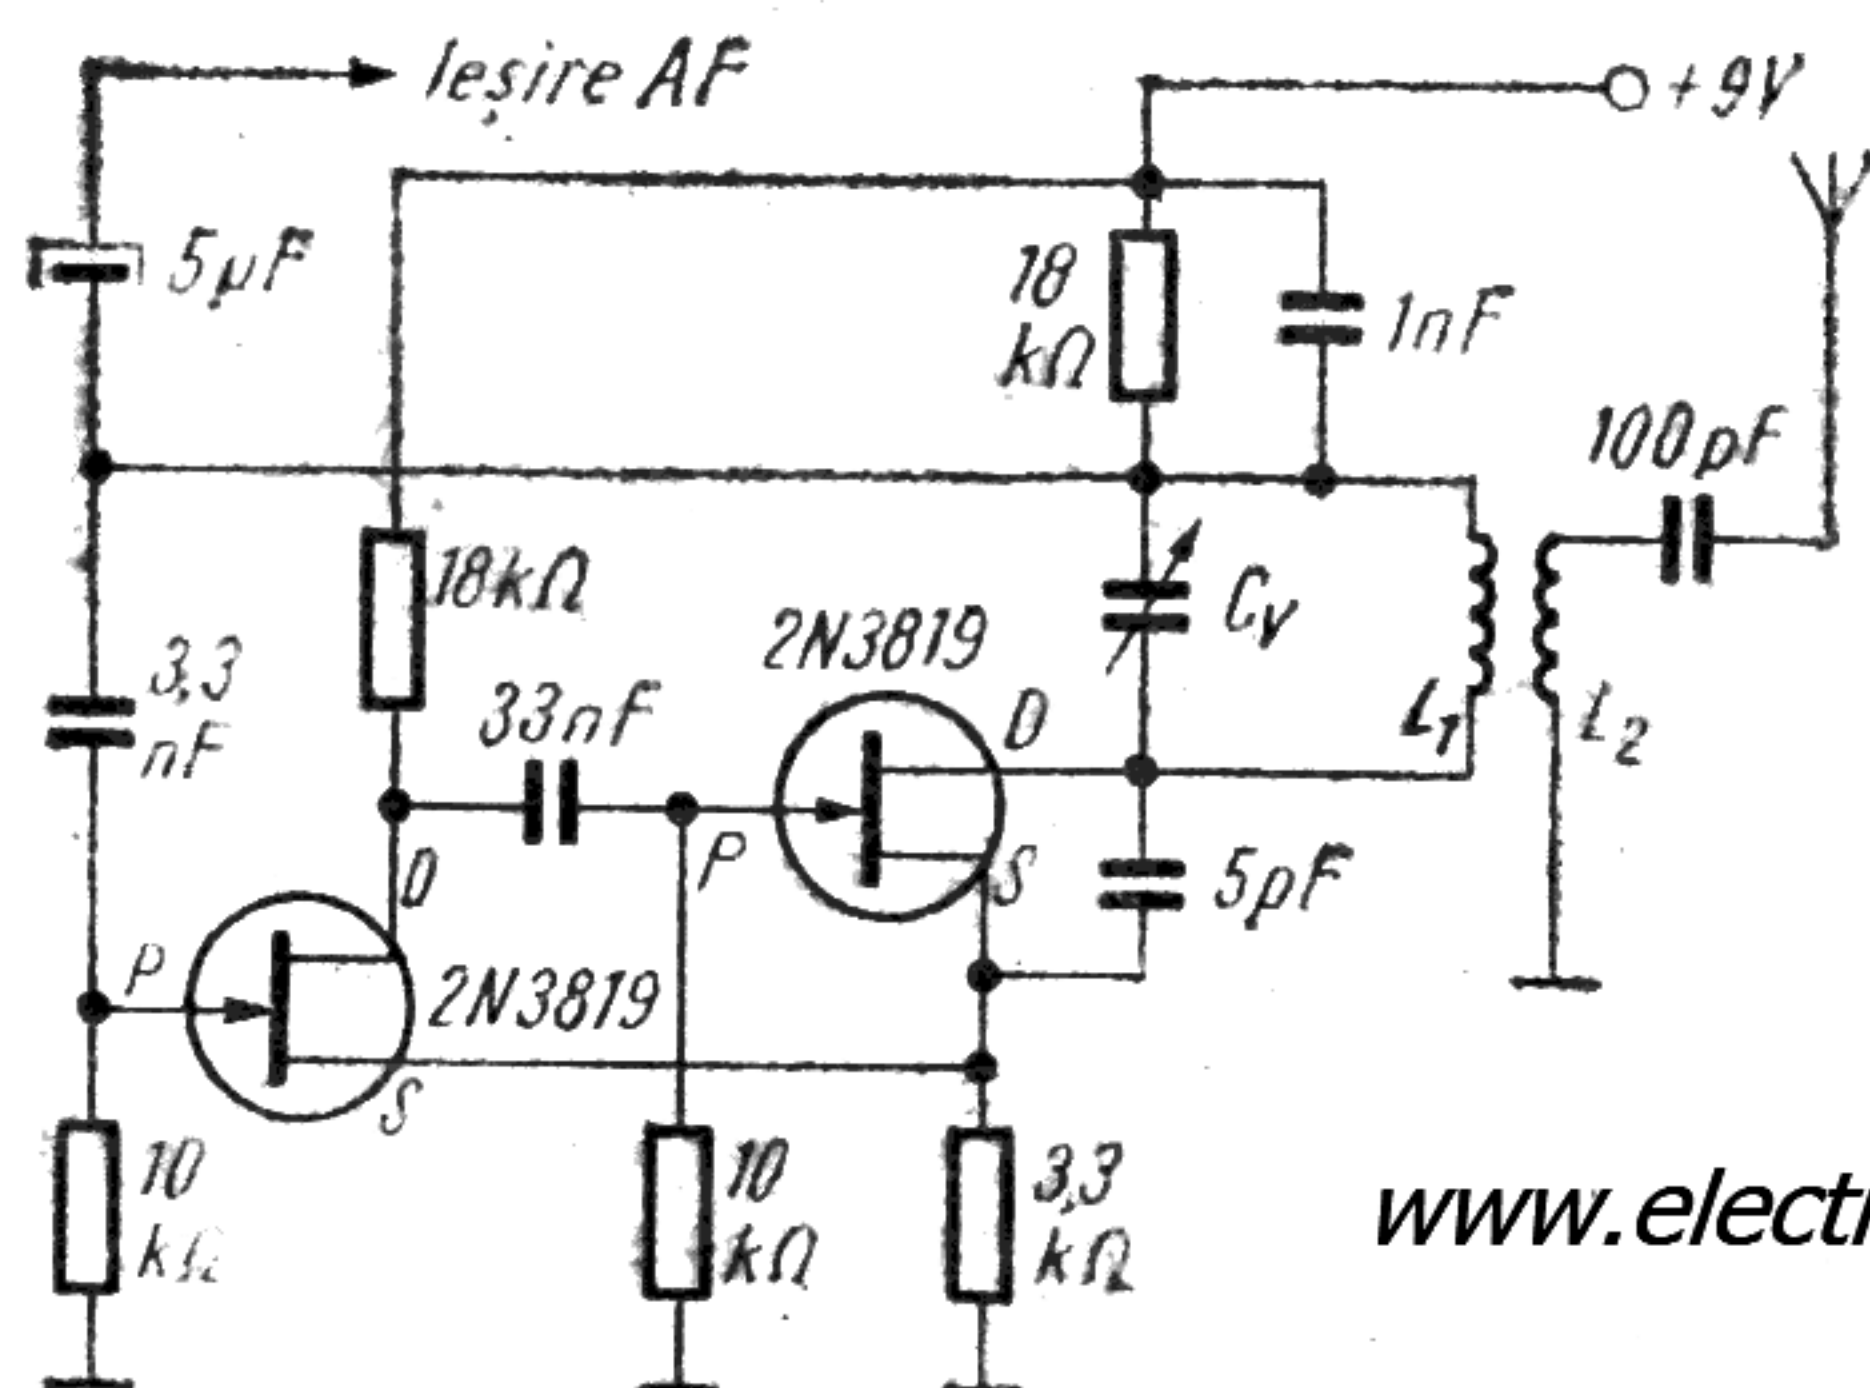 Ieşire AF
+9V
5µF
18
kΩ
1nF
100pF
18kΩ
Cv
2N3819
3,3
nF
33nF
D
L1
L2
P
D
S
5pF
P
2N3819
S
10
kΩ
10
kΩ
3,3
kΩ